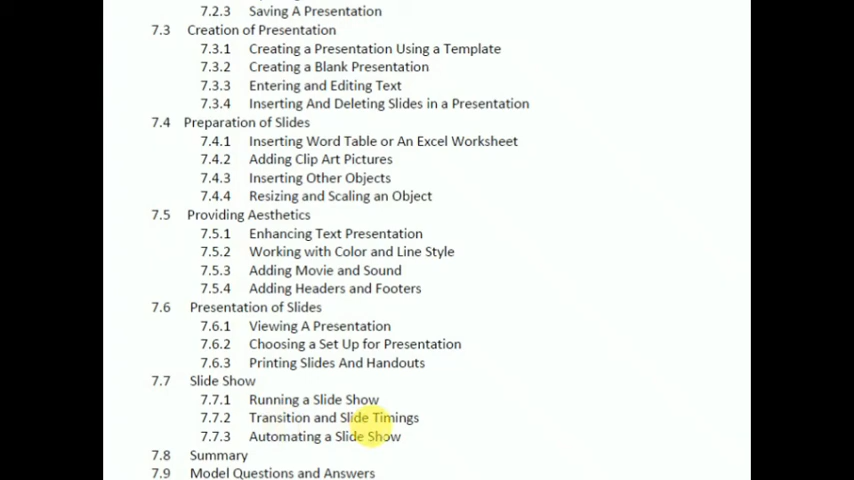 7.2.3 Saving A Presentation
7.3 Creation of Presentation
7.3.1 Creating a Presentation Using a Template
7.3.2 Creating a Blank Presentation
7.3.3 Entering and Editing Text
7.3.4 Inserting And Deleting Slides in a Presentation
7.4 Preparation of Slides
7.4.1 Inserting Word Table or An Excel Worksheet
7.4.2 Adding Clip Art Pictures
7.4.3 Inserting Other Objects
7.4.4 Resizing and Scaling an Object
7.5 Providing Aesthetics
7.5.1 Enhancing Text Presentation
7.5.2 Working with Color and Line Style
7.5.3 Adding Movie and Sound
7.5.4 Adding Headers and Footers
7.6 Presentation of Slides
7.6.1 Viewing A Presentation
7.6.2 Choosing a Set Up for Presentation
7.6.3 Printing Slides And Handouts
7.7 Slide Show
7.7.1 Running a Slide Show
7.7.2 Transition and Slide Timings
7.7.3 Automating a Slide Show
7.8 Summary
7.9 Model Questions and Answers